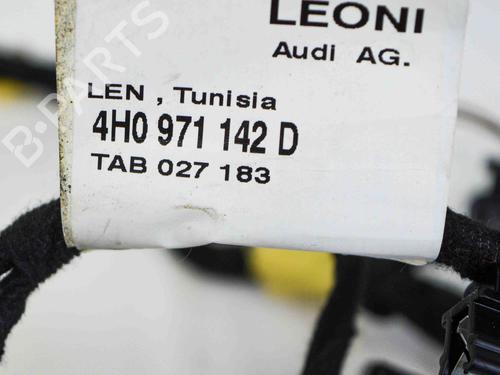 LEONI
Audi AG.
LEN , Tunisia
4H0 971 142 D
TAB 027 183
B-PARTS